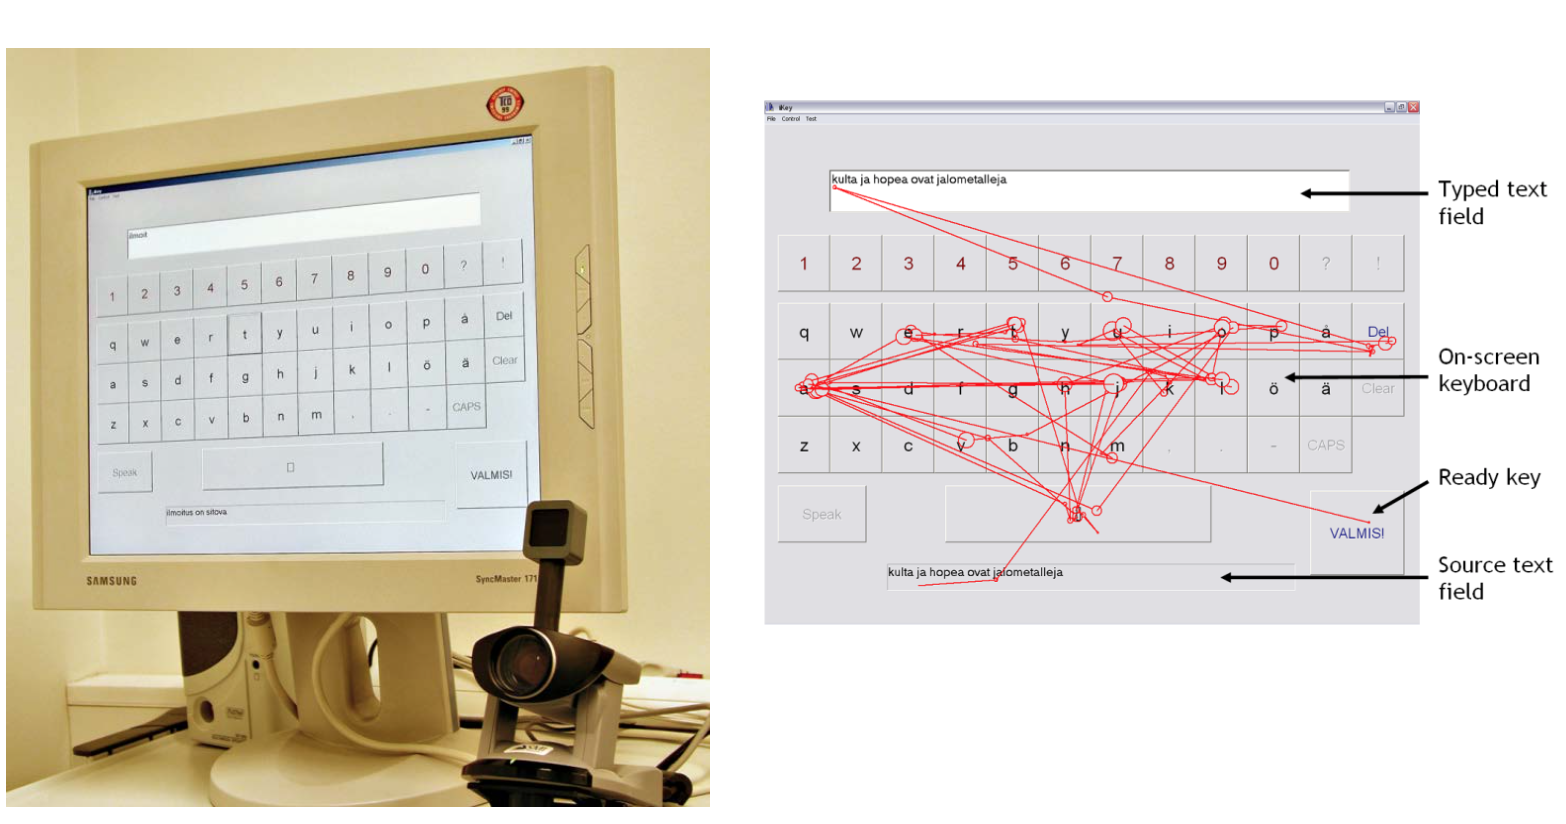 TCO
99
ilmoit
1 2 3 4 5 6 7 8 9 0 ? !
q w e r t y u i o p å Del
a s d f g h j k l ö ä Clear
z x c v b n m , . - CAPS
Speak
VALMIS!
ilmoitus on sitova
SAMSUNG
SyncMaster 171
iKey
File Control Test
kulta ja hopea ovat jalometalleja
1 2 3 4 5 6 7 8 9 0 ? !
q w e r t y u i o p å Del
a s d f g h j k l ö ä Clear
z x c v b n m , . - CAPS
Speak
VALMIS!
kulta ja hopea ovat jalometalleja
Typed text
field
On-screen
keyboard
Ready key
Source text
field